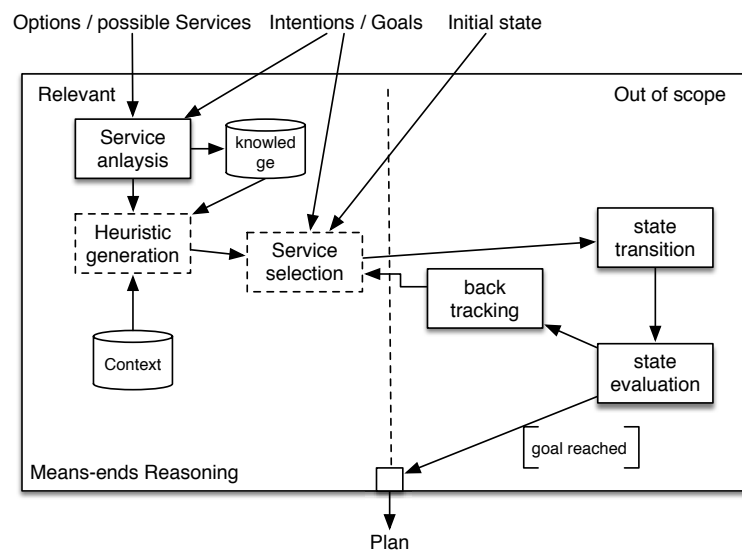 Options / possible Services
Intentions / Goals
Initial state
Relevant
Out of scope
Service
anlaysis
knowled
ge
Heuristic
generation
Service
selection
state
transition
back
tracking
Context
state
evaluation
goal reached
Means-ends Reasoning
Plan